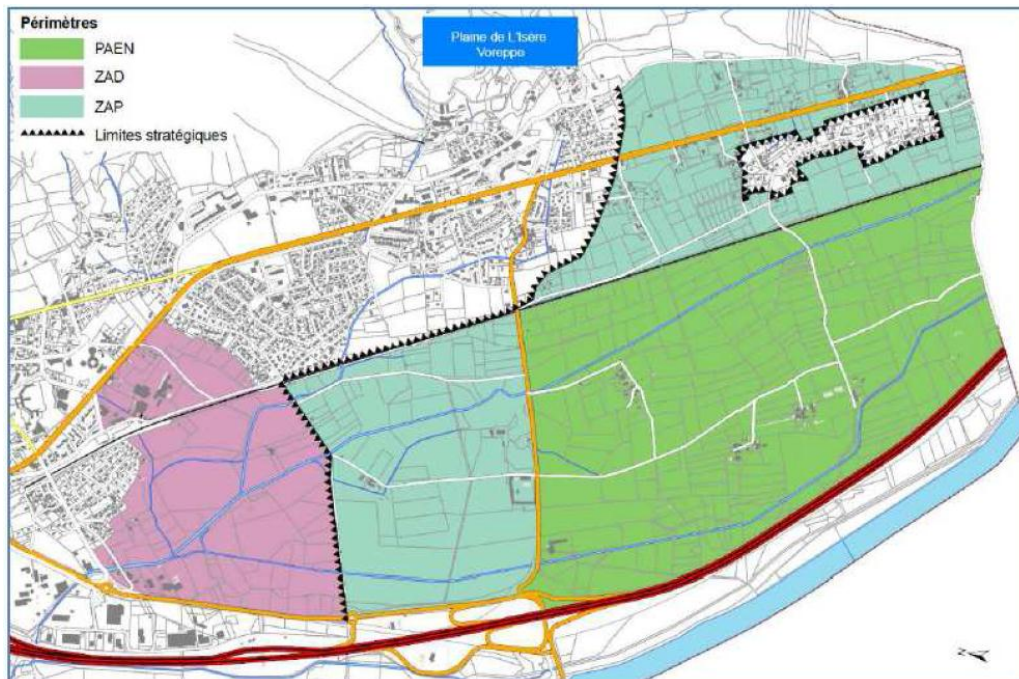 Périmètres
PAEN
ZAD
ZAP
Limites stratégiques
Plaine de L'Isère
Voreppe
N